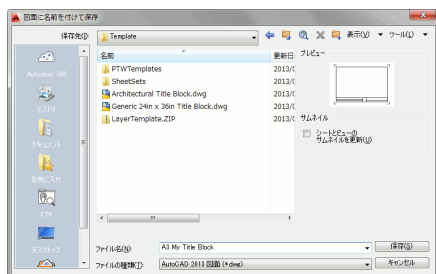 図面に名前を付けて保存
保存先(I):
Template
表示(V)
ツール(L)
名前
更新日
PTWTemplates
2013/0
SheetSets
2013/0
Architectural Title Block.dwg
2013/0
Generic 24in x 36in Title Block.dwg
2013/0
LayerTemplate.ZIP
2013/0
プレビュー
サムネイル
シートとビューの
サムネイルを更新(U)
Autodesk 360
ヒストリ
ドキュメント
お気に入り
FTP
デスクトップ
ファイル名(N):
A3 My Title Block
保存(S)
ファイルの種類(T):
AutoCAD 2013 図面 (*.dwg)
キャンセル